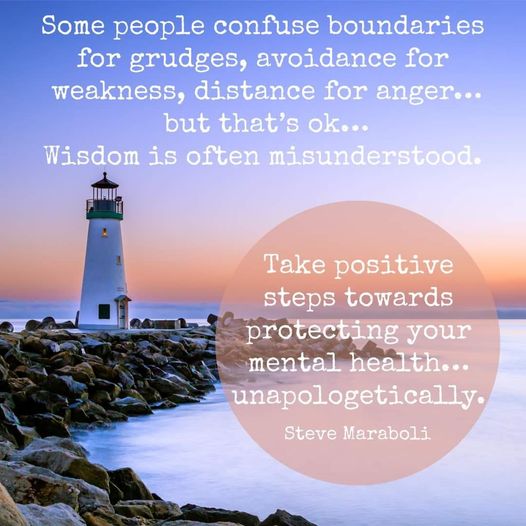 Some people confuse boundaries
for grudges, avoidance for
weakness, distance for anger...
but that's ok...
Wisdom is often misunderstood.
Take positive
steps towards
protecting your
mental health...
unapologetically.
Steve Maraboli